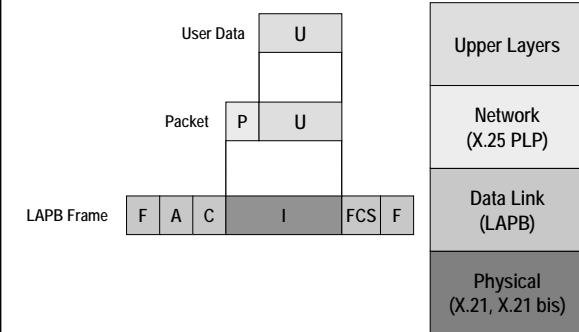 User Data U
Packet P U
LAPB Frame F A C I FCS F
Upper Layers
Network
(X.25 PLP)
Data Link
(LAPB)
Physical
(X.21, X.21 bis)